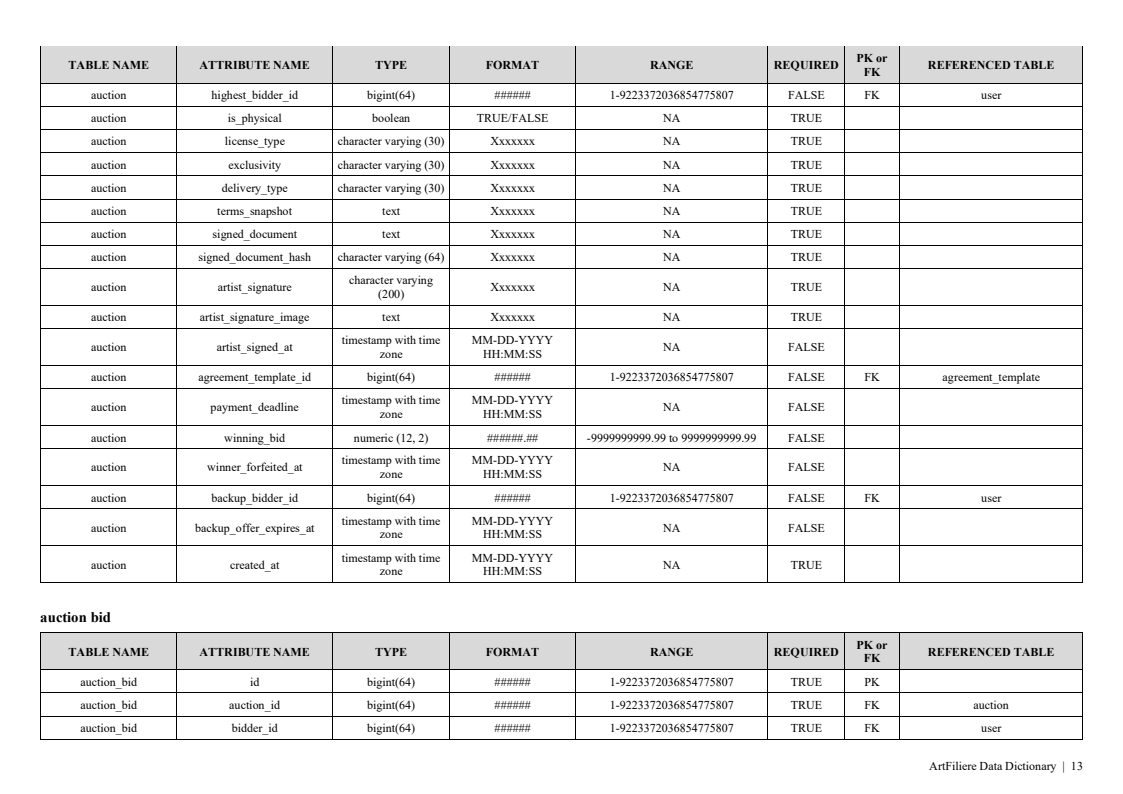 TABLE NAME ATTRIBUTE NAME TYPE FORMAT RANGE REQUIRED PK or FK REFERENCED TABLE
auction highest_bidder_id bigint(64) ###### 1-9223372036854775807 FALSE FK user
auction is_physical boolean TRUE/FALSE NA TRUE
auction license_type character varying (30) Xxxxxxx NA TRUE
auction exclusivity character varying (30) Xxxxxxx NA TRUE
auction delivery_type character varying (30) Xxxxxxx NA TRUE
auction terms_snapshot text Xxxxxxx NA TRUE
auction signed_document text Xxxxxxx NA TRUE
auction signed_document_hash character varying (64) Xxxxxxx NA TRUE
auction artist_signature character varying (200) Xxxxxxx NA TRUE
auction artist_signature_image text Xxxxxxx NA TRUE
auction artist_signed_at timestamp with time zone MM-DD-YYYY HH:MM:SS NA FALSE
auction agreement_template_id bigint(64) ###### 1-9223372036854775807 FALSE FK agreement_template
auction payment_deadline timestamp with time zone MM-DD-YYYY HH:MM:SS NA FALSE
auction winning_bid numeric (12, 2) ######.## -9999999999.99 to 9999999999.99 FALSE
auction winner_forfeited_at timestamp with time zone MM-DD-YYYY HH:MM:SS NA FALSE
auction backup_bidder_id bigint(64) ###### 1-9223372036854775807 FALSE FK user
auction backup_offer_expires_at timestamp with time zone MM-DD-YYYY HH:MM:SS NA FALSE
auction created_at timestamp with time zone MM-DD-YYYY HH:MM:SS NA TRUE
auction bid
TABLE NAME ATTRIBUTE NAME TYPE FORMAT RANGE REQUIRED PK or FK REFERENCED TABLE
auction_bid id bigint(64) ###### 1-9223372036854775807 TRUE PK
auction_bid auction_id bigint(64) ###### 1-9223372036854775807 TRUE FK auction
auction_bid bidder_id bigint(64) ###### 1-9223372036854775807 TRUE FK user
ArtFiliere Data Dictionary | 13